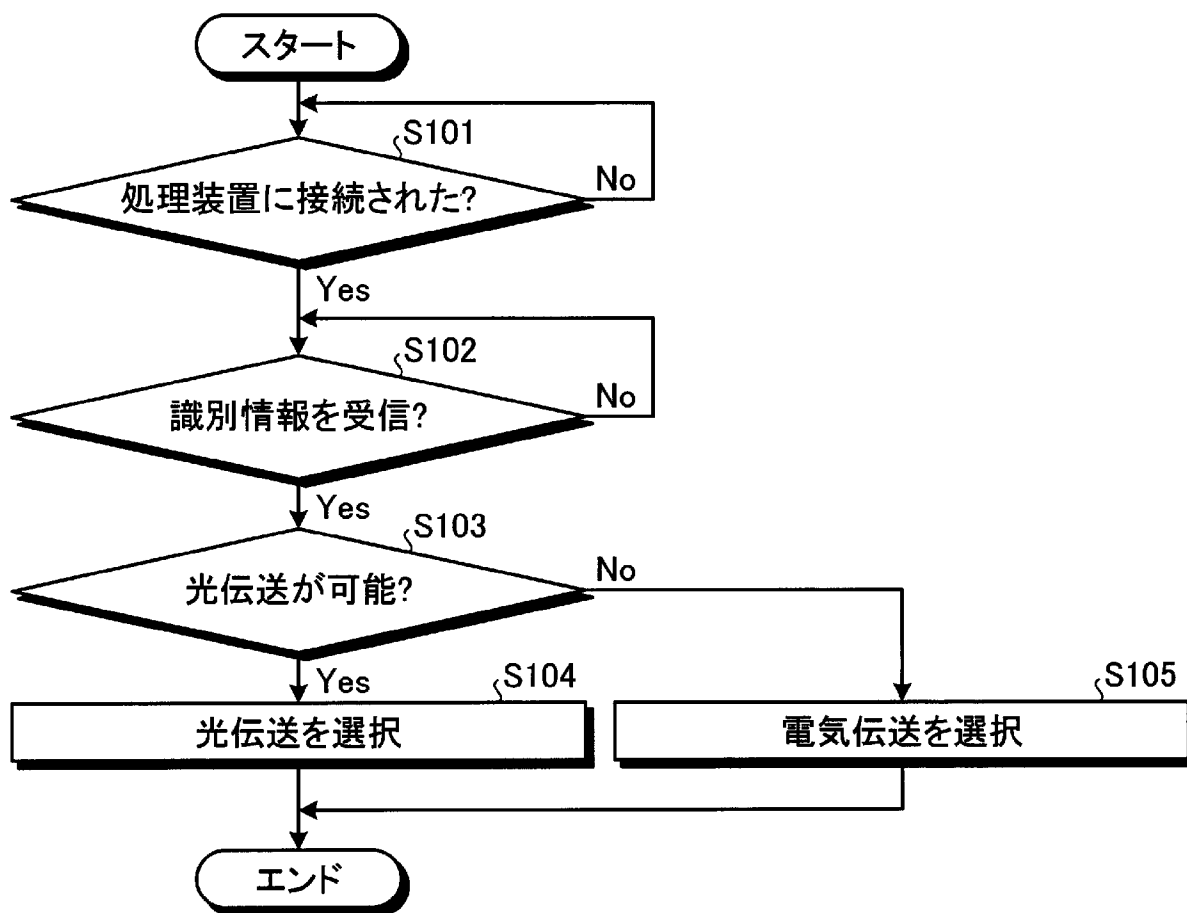 スタート
S101
処理装置に接続された?
No
Yes
S102
識別情報を受信?
No
Yes
S103
光伝送が可能?
No
Yes
S104
光伝送を選択
S105
電気伝送を選択
エンド